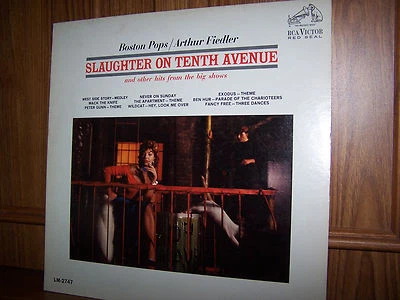 Boston Pops/Arthur Fiedler
RCA VICTOR
RED SEAL
SLAUGHTER ON TENTH AVENUE
and other hits from the big shows
WEST SIDE STORY—MEDLEY
MACK THE KNIFE
PETER GUNN—THEME
NEVER ON SUNDAY
THE APARTMENT—THEME
WILDCAT—HEY, LOOK ME OVER
EXODUS—THEME
BEN HUR—PARADE OF THE CHARIOTEERS
FANCY FREE—THREE DANCES
LM-2747